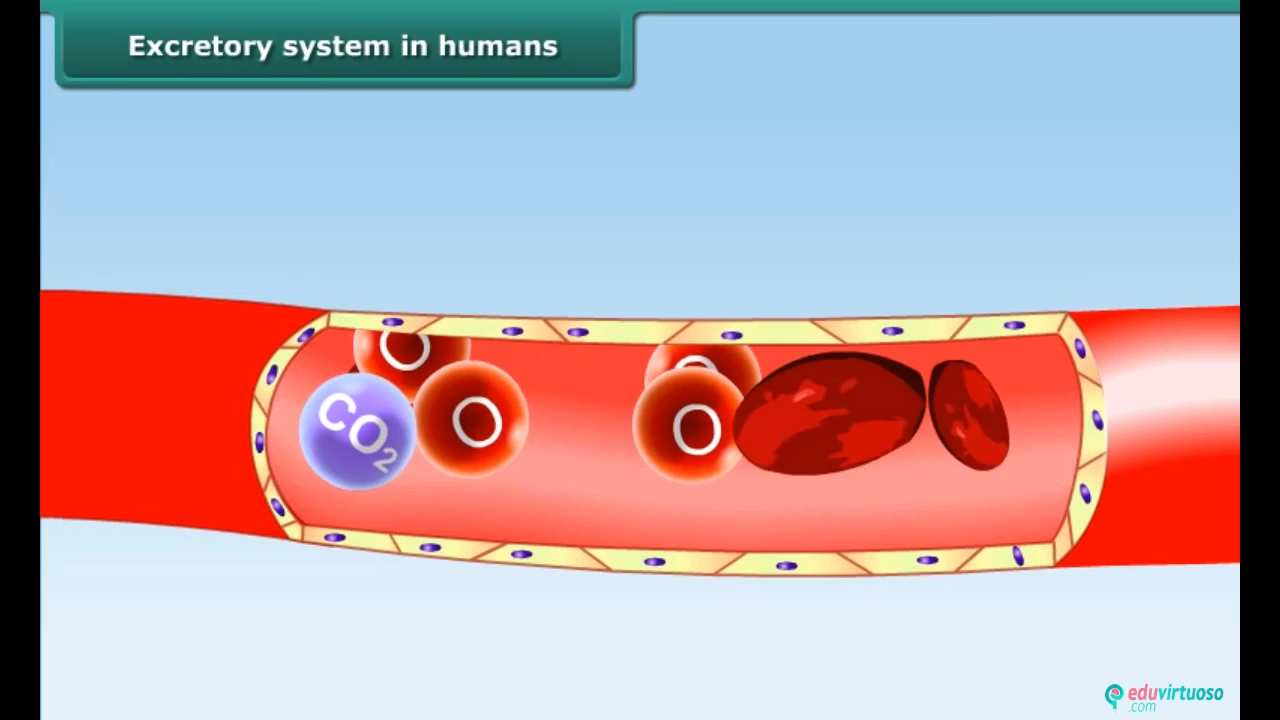 Excretory system in humans
O
O
CO2
O
O
eduvirtuoso
.com